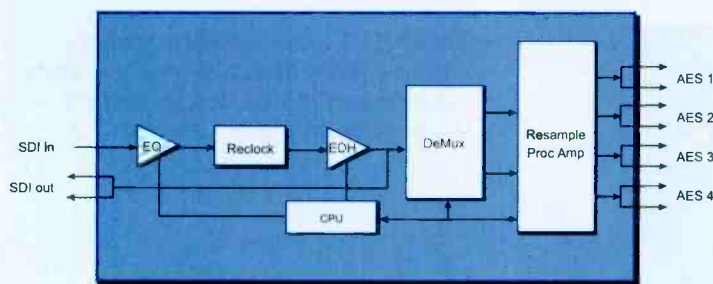 SDI In
SDI out
EQ
Reclock
EDH
CPU
DeMux
Resample
Proc Amp
AES 1
AES 2
AES 3
AES 4